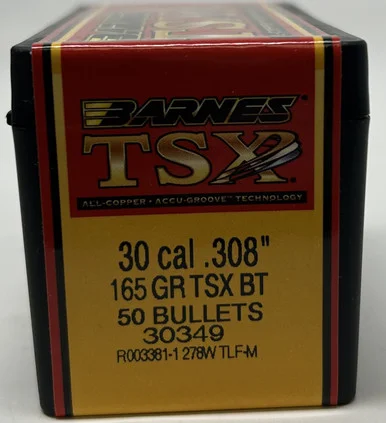 BARNES
TSX
ALL-COPPER • ACCU-GROOVE™ TECHNOLOGY
30 cal .308"
165 GR TSX BT
50 BULLETS
30349
R003381-1 278W TLF-M